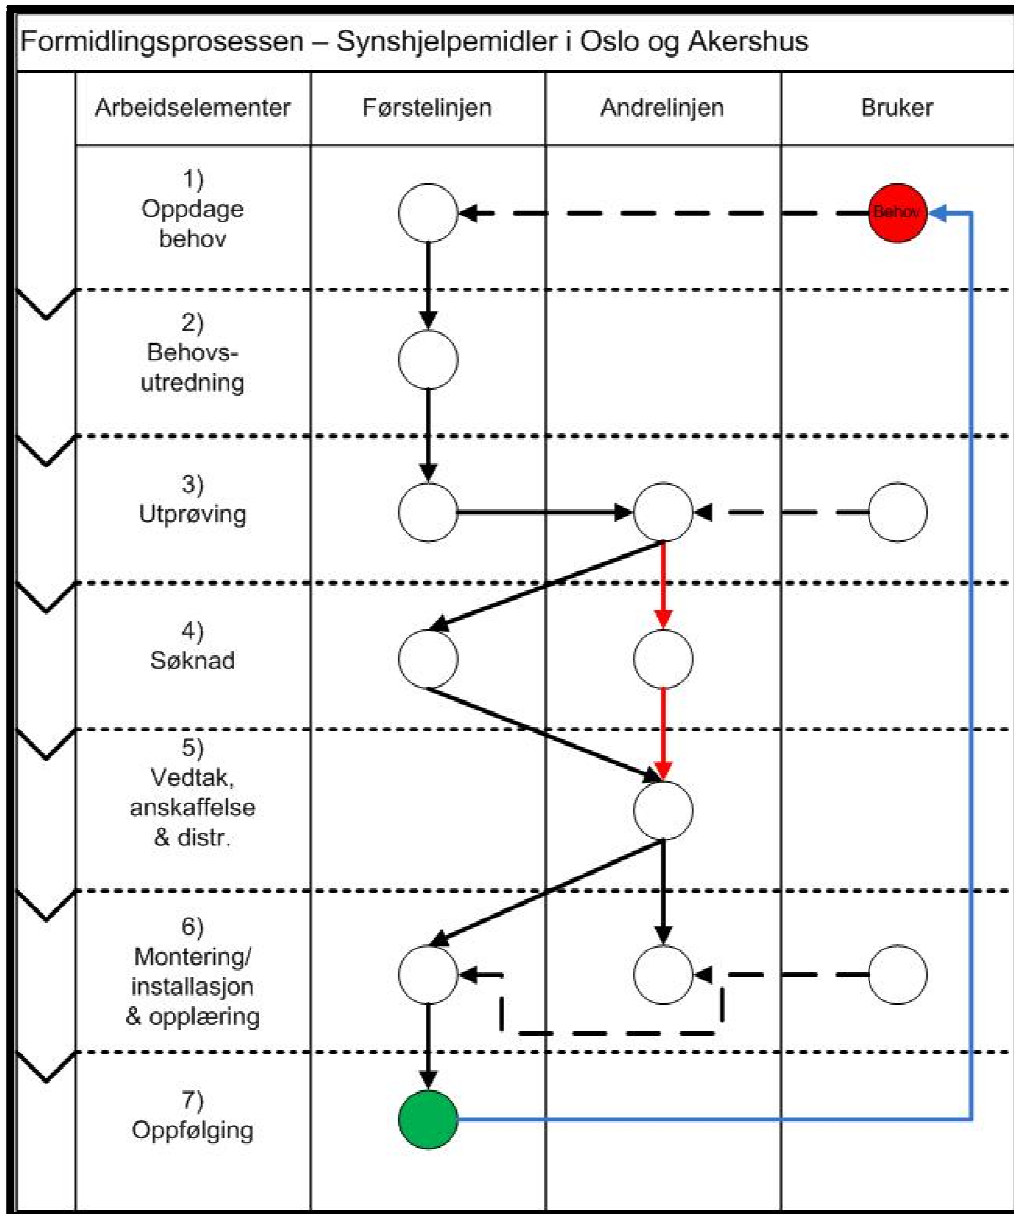 Formidlingsprosessen – Synshjelpemidler i Oslo og Akershus
Arbeidselementer
Førstelinjen
Andrelinjen
Bruker
1)
Oppdage
behov
Behov
2)
Behovs-
utredning
3)
Utprøving
4)
Søknad
5)
Vedtak,
anskaffelse
& distr.
6)
Montering/
installasjon
& opplæring
7)
Oppfølging